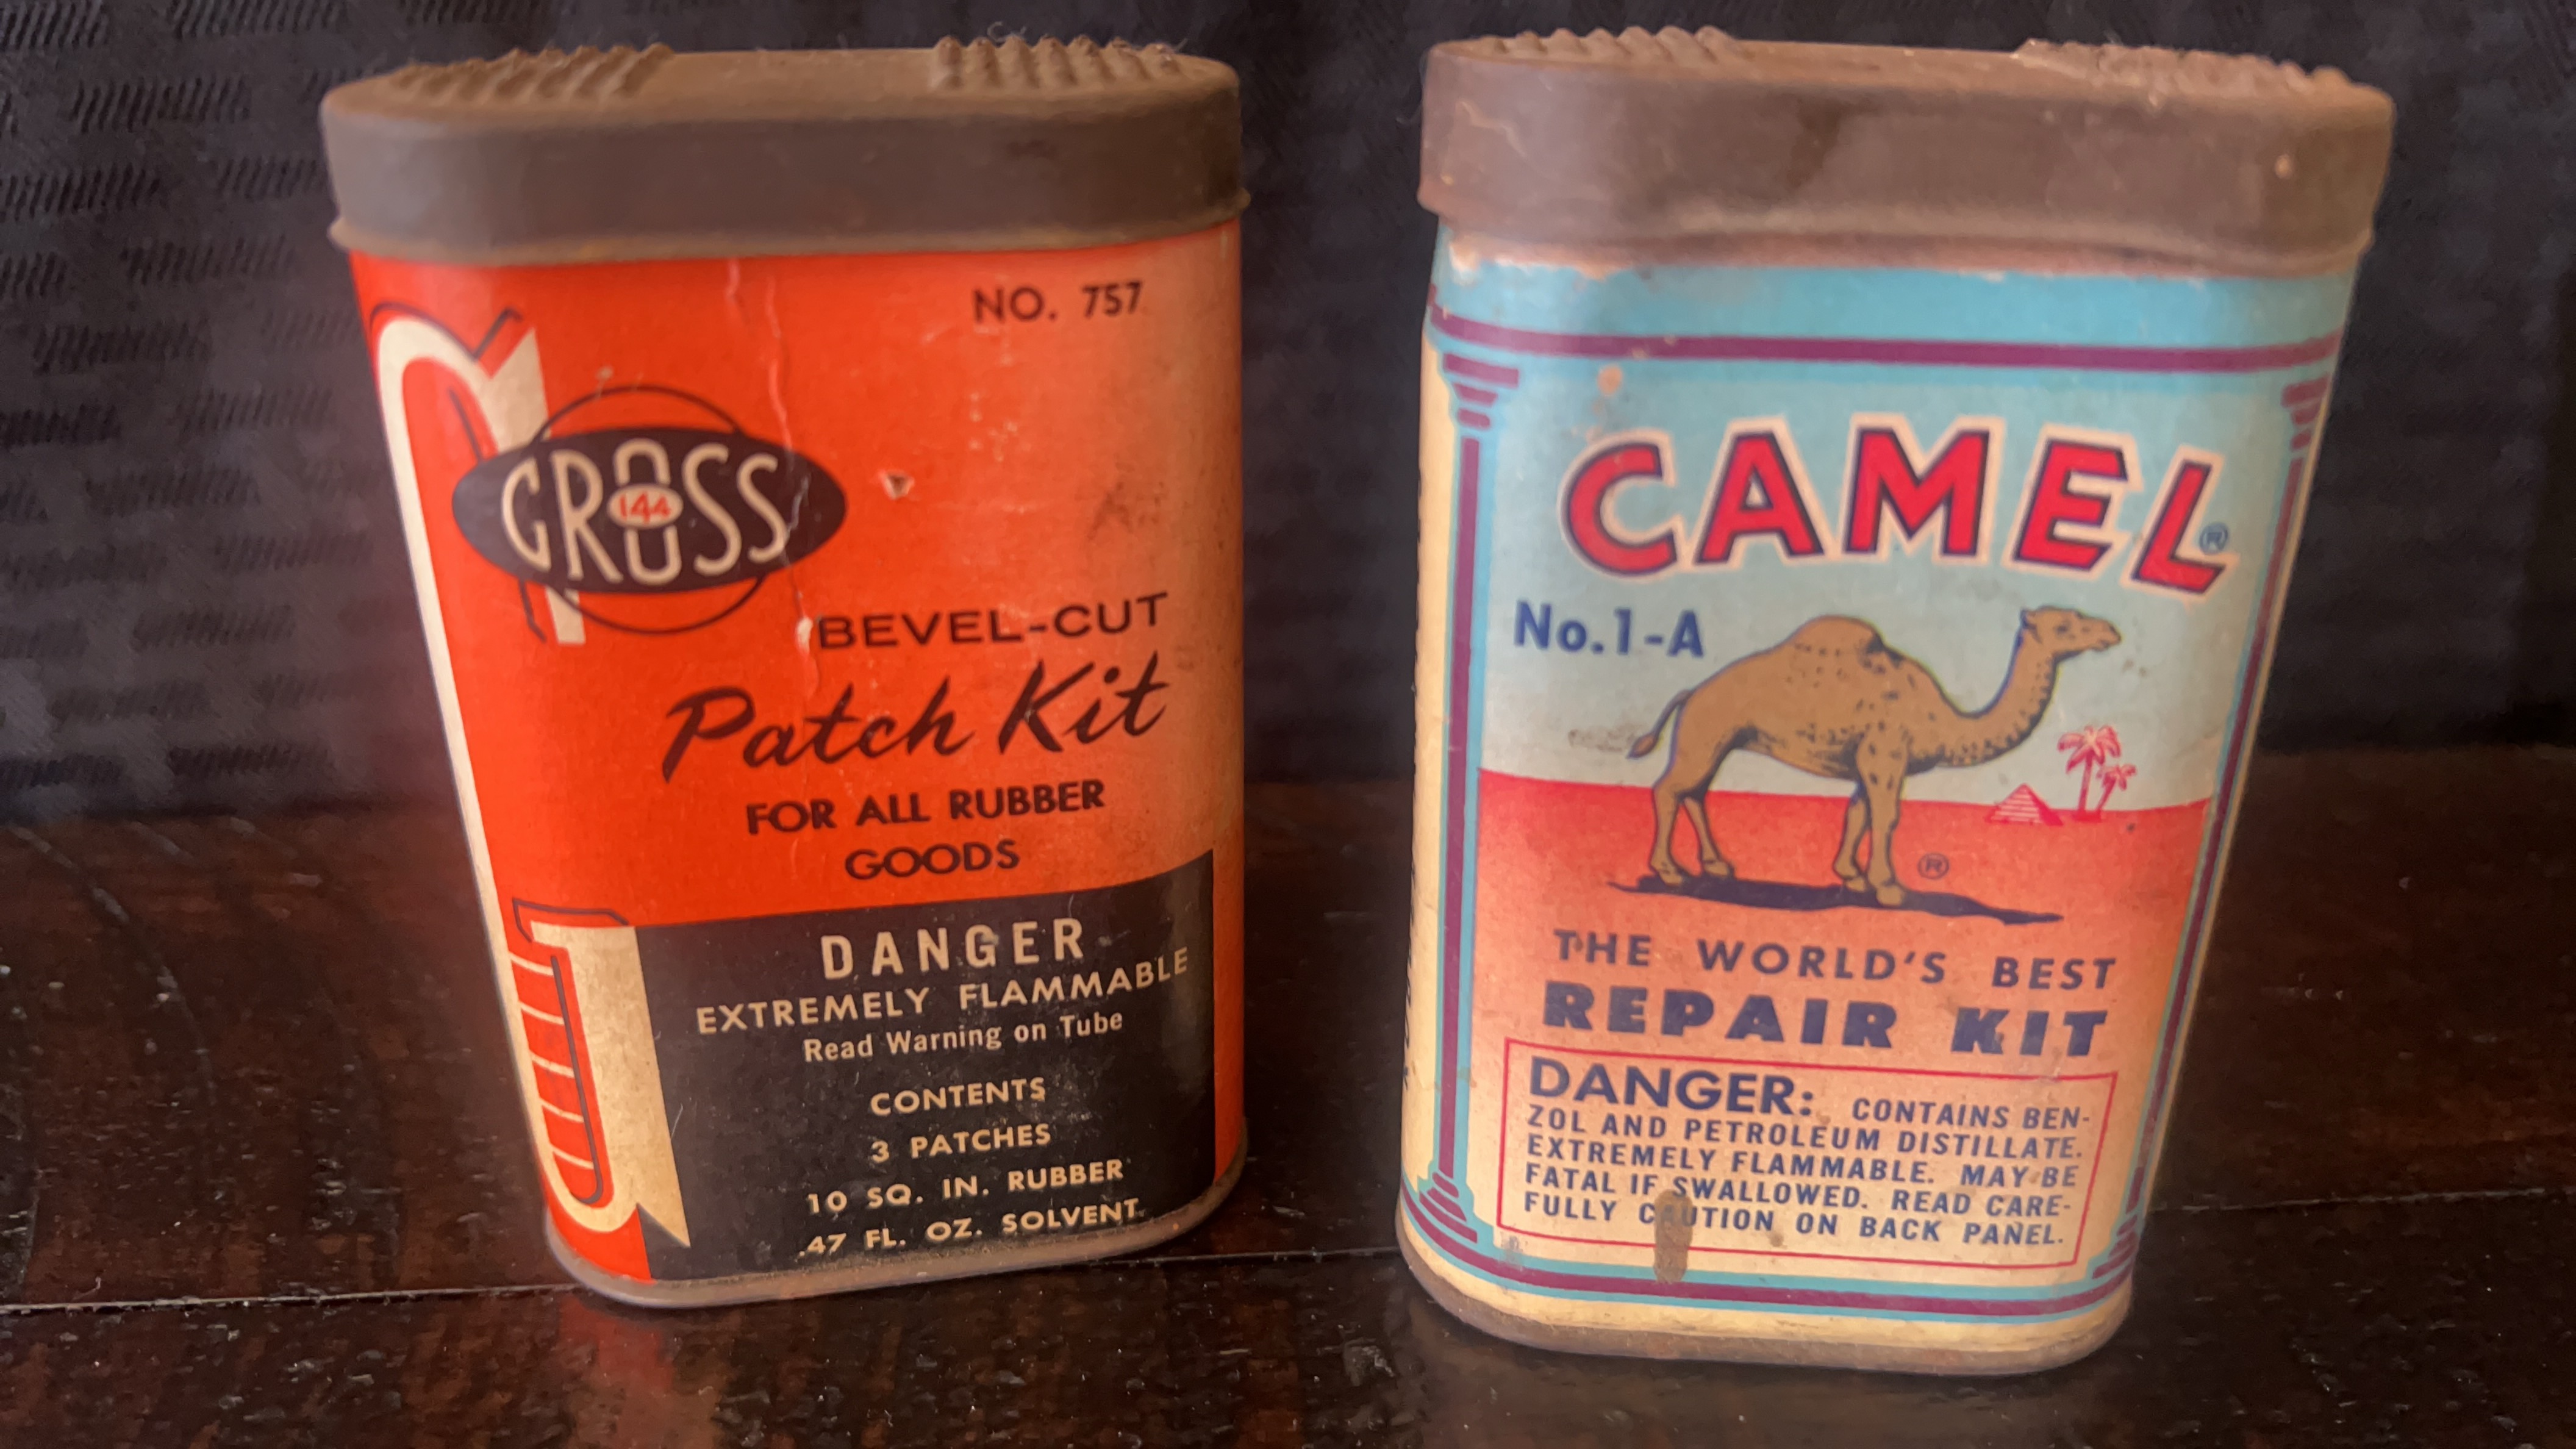 NO. 757
GROSS
144
BEVEL-CUT
Patch Kit
FOR ALL RUBBER
GOODS
DANGER
EXTREMELY FLAMMABLE
Read Warning on Tube
CONTENTS
3 PATCHES
10 SQ. IN. RUBBER
.47 FL. OZ. SOLVENT
CAMEL®
No.1-A
®
THE WORLD'S BEST
REPAIR KIT
DANGER: CONTAINS BEN-
ZOL AND PETROLEUM DISTILLATE.
EXTREMELY FLAMMABLE. MAY BE
FATAL IF SWALLOWED. READ CARE-
FULLY CAUTION ON BACK PANEL.